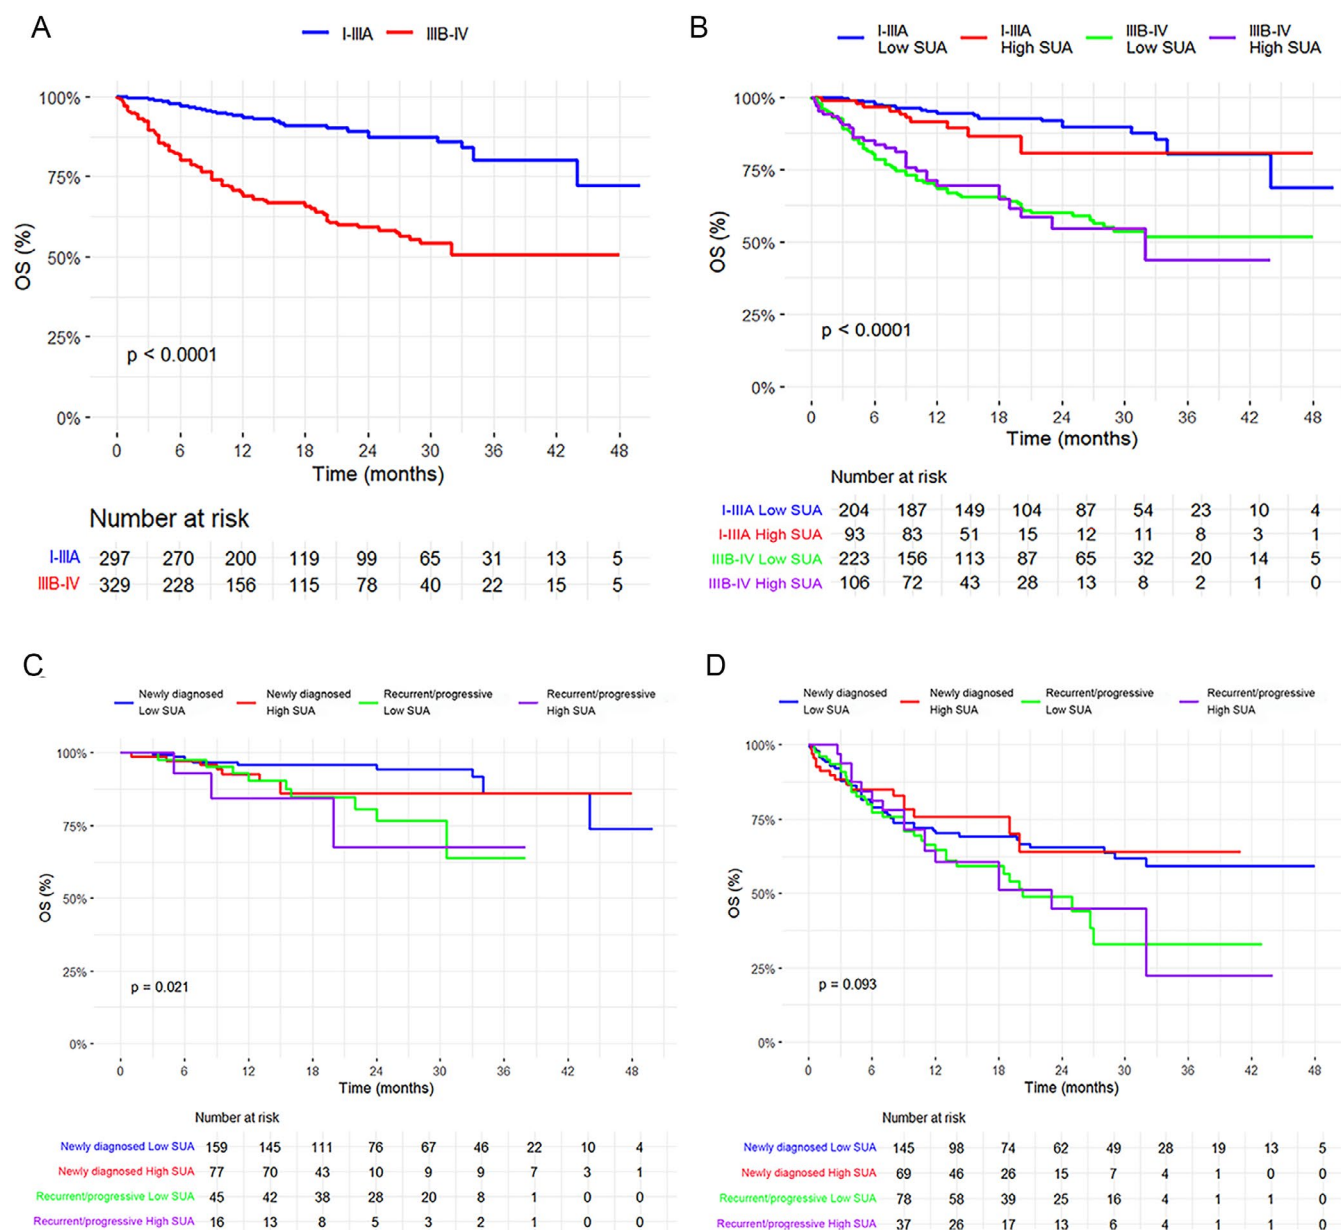 A
I-IIIA IIIB-IV
100%
75%
50%
25%
0%
OS (%)
p < 0.0001
0 6 12 18 24 30 36 42 48
Time (months)
Number at risk
I-IIIA 297 270 200 119 99 65 31 13 5
IIIB-IV 329 228 156 115 78 40 22 15 5
B
I-IIIA I-IIIA IIIB-IV IIIB-IV
Low SUA High SUA Low SUA High SUA
100%
75%
50%
25%
0%
OS (%)
p < 0.0001
0 6 12 18 24 30 36 42 48
Time (months)
Number at risk
I-IIIA Low SUA 204 187 149 104 87 54 23 10 4
I-IIIA High SUA 93 83 51 15 12 11 8 3 1
IIIB-IV Low SUA 223 156 113 87 65 32 20 14 5
IIIB-IV High SUA 106 72 43 28 13 8 2 1 0
C
Newly diagnosed Newly diagnosed Recurrent/progressive Recurrent/progressive
Low SUA High SUA Low SUA High SUA
100%
75%
50%
25%
0%
OS (%)
p = 0.021
0 6 12 18 24 30 36 42 48
Time (months)
Number at risk
Newly diagnosed Low SUA 159 145 111 76 67 46 22 10 4
Newly diagnosed High SUA 77 70 43 10 9 9 7 3 1
Recurrent/progressive Low SUA 45 42 38 28 20 8 1 0 0
Recurrent/progressive High SUA 16 13 8 5 3 2 1 0 0
D
Newly diagnosed Newly diagnosed Recurrent/progressive Recurrent/progressive
Low SUA High SUA Low SUA High SUA
100%
75%
50%
25%
0%
OS (%)
p = 0.093
0 6 12 18 24 30 36 42 48
Time (months)
Number at risk
Newly diagnosed Low SUA 145 98 74 62 49 28 19 13 5
Newly diagnosed High SUA 69 46 26 15 7 4 1 0 0
Recurrent/progressive Low SUA 78 58 39 25 16 4 1 1 0
Recurrent/progressive High SUA 37 26 17 13 6 4 1 1 0